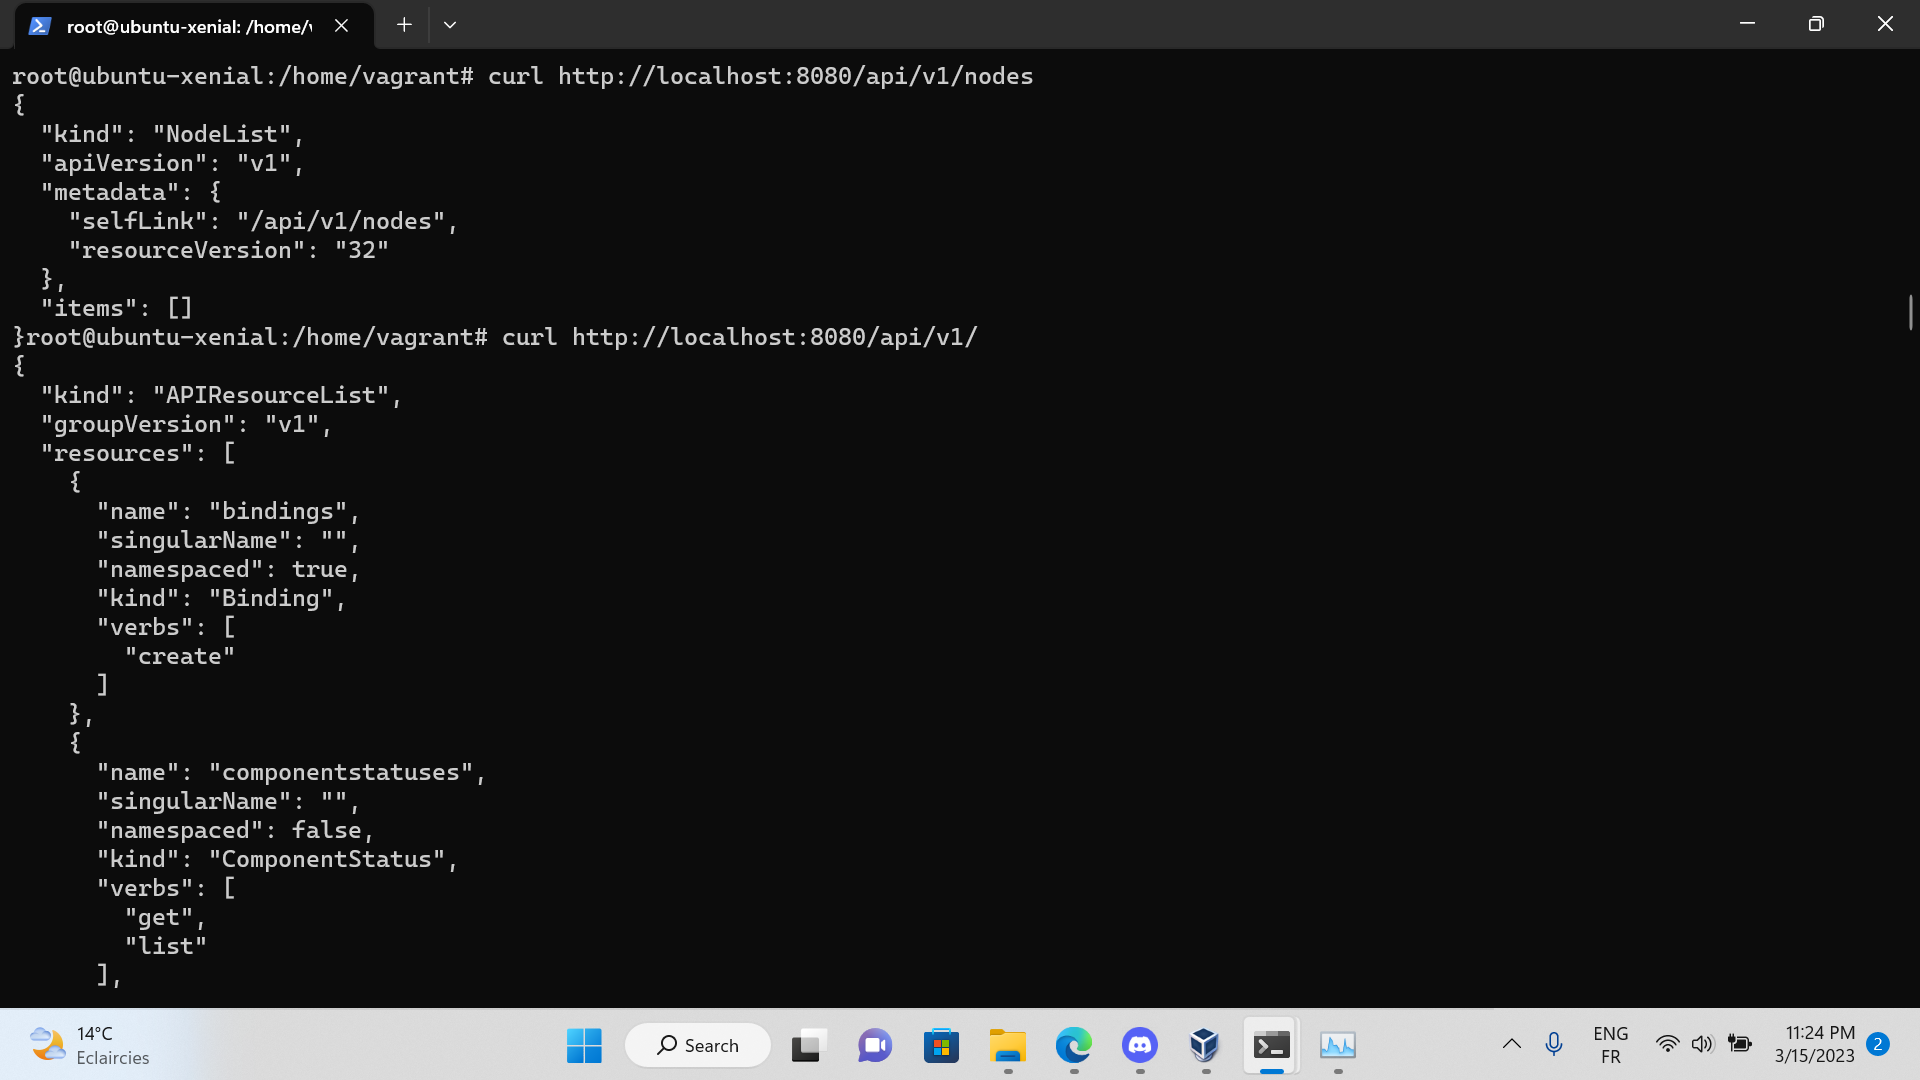 root@ubuntu-xenial: /home/v
root@ubuntu-xenial:/home/vagrant# curl http://localhost:8080/api/v1/nodes
{
  "kind": "NodeList",
  "apiVersion": "v1",
  "metadata": {
    "selfLink": "/api/v1/nodes",
    "resourceVersion": "32"
  },
  "items": []
}root@ubuntu-xenial:/home/vagrant# curl http://localhost:8080/api/v1/
{
  "kind": "APIResourceList",
  "groupVersion": "v1",
  "resources": [
    {
      "name": "bindings",
      "singularName": "",
      "namespaced": true,
      "kind": "Binding",
      "verbs": [
        "create"
      ]
    },
    {
      "name": "componentstatuses",
      "singularName": "",
      "namespaced": false,
      "kind": "ComponentStatus",
      "verbs": [
        "get",
        "list"
      ],
14°C
Eclaircies
Search
ENG
FR
11:24 PM
3/15/2023
2